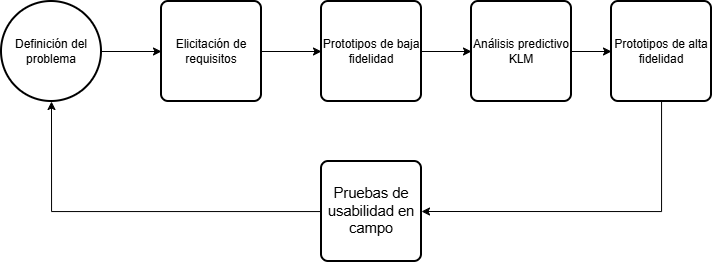 Definición del
problema
Elicitación de
requisitos
Prototipos de baja
fidelidad
Análisis predictivo
KLM
Prototipos de alta
fidelidad
Pruebas de
usabilidad en
campo